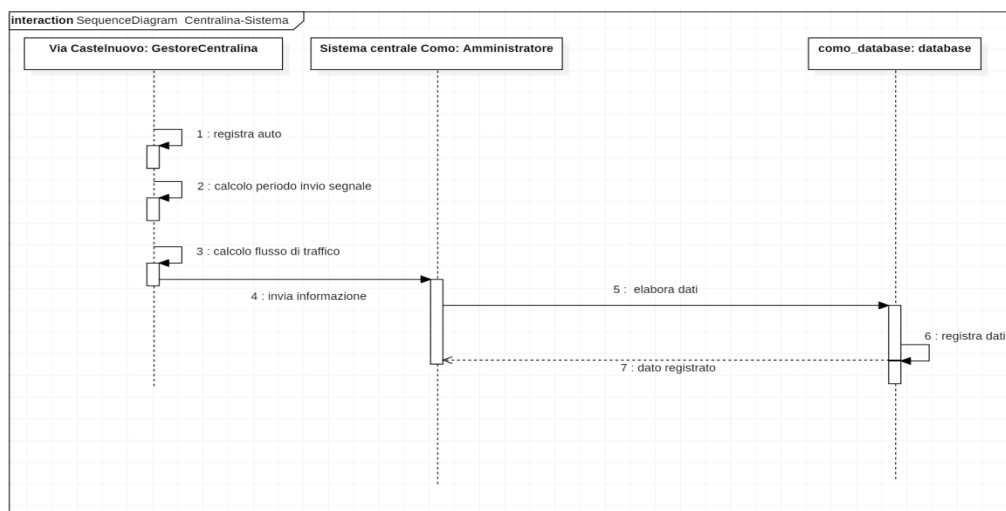 interaction SequenceDiagram Centralina-Sistema
Via Castelnuovo: GestoreCentralina
Sistema centrale Como: Amministratore
como_database: database
1 : registra auto
2 : calcolo periodo invio segnale
3 : calcolo flusso di traffico
4 : invia informazione
5 : elabora dati
6 : registra dati
7 : dato registrato